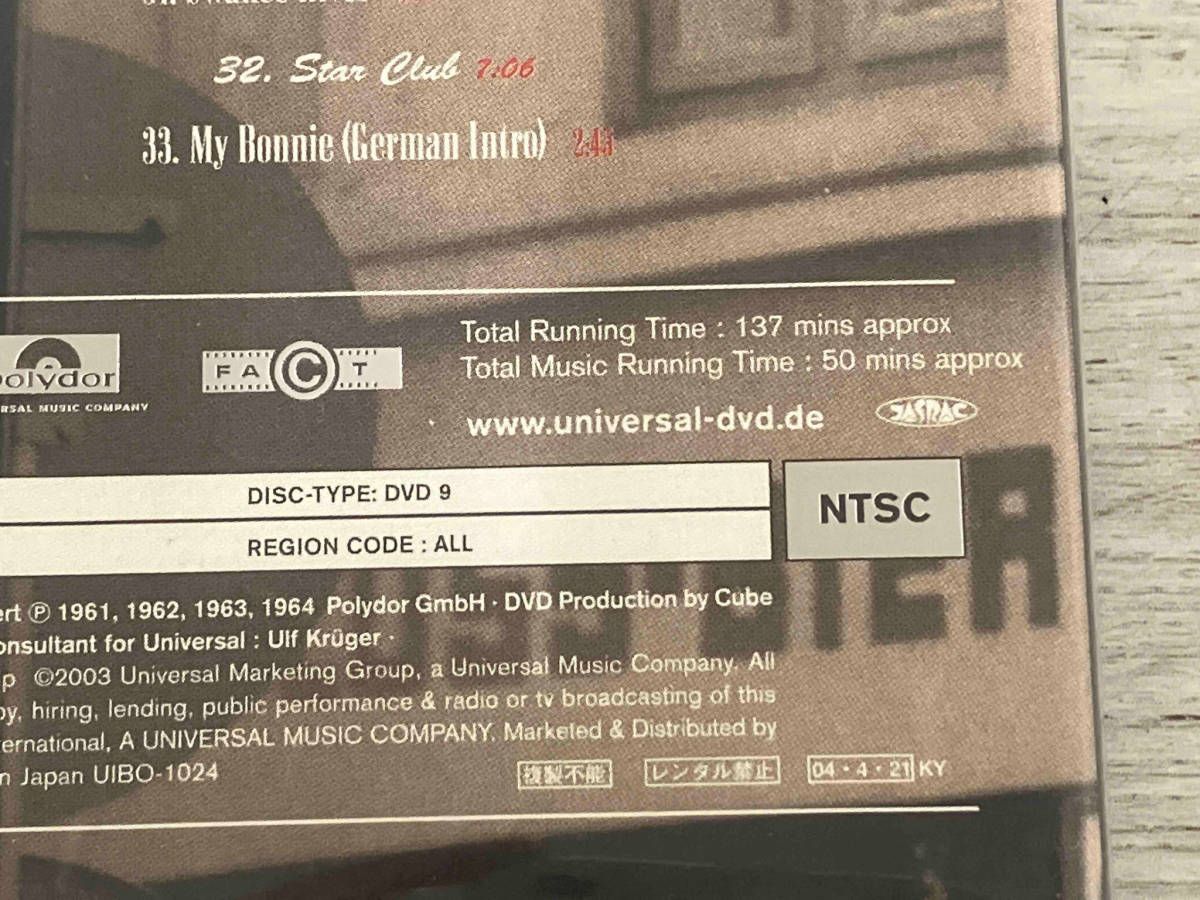 32. Star Club 7:06
33. My Bonnie (German Intro) 2:43
polydor
RSAL MUSIC COMPANY
FACT
Total Running Time : 137 mins approx
Total Music Running Time : 50 mins approx
www.universal-dvd.de
JASRAC
DISC-TYPE: DVD 9
NTSC
REGION CODE : ALL
ert ℗ 1961, 1962, 1963, 1964 Polydor GmbH · DVD Production by Cube
onsultant for Universal : Ulf Krüger ·
p ©2003 Universal Marketing Group, a Universal Music Company. All
py, hiring, lending, public performance & radio or tv broadcasting of this
ternational, A UNIVERSAL MUSIC COMPANY. Marketed & Distributed by
n Japan UIBO-1024
複製不能 レンタル禁止 04・4・21 KY